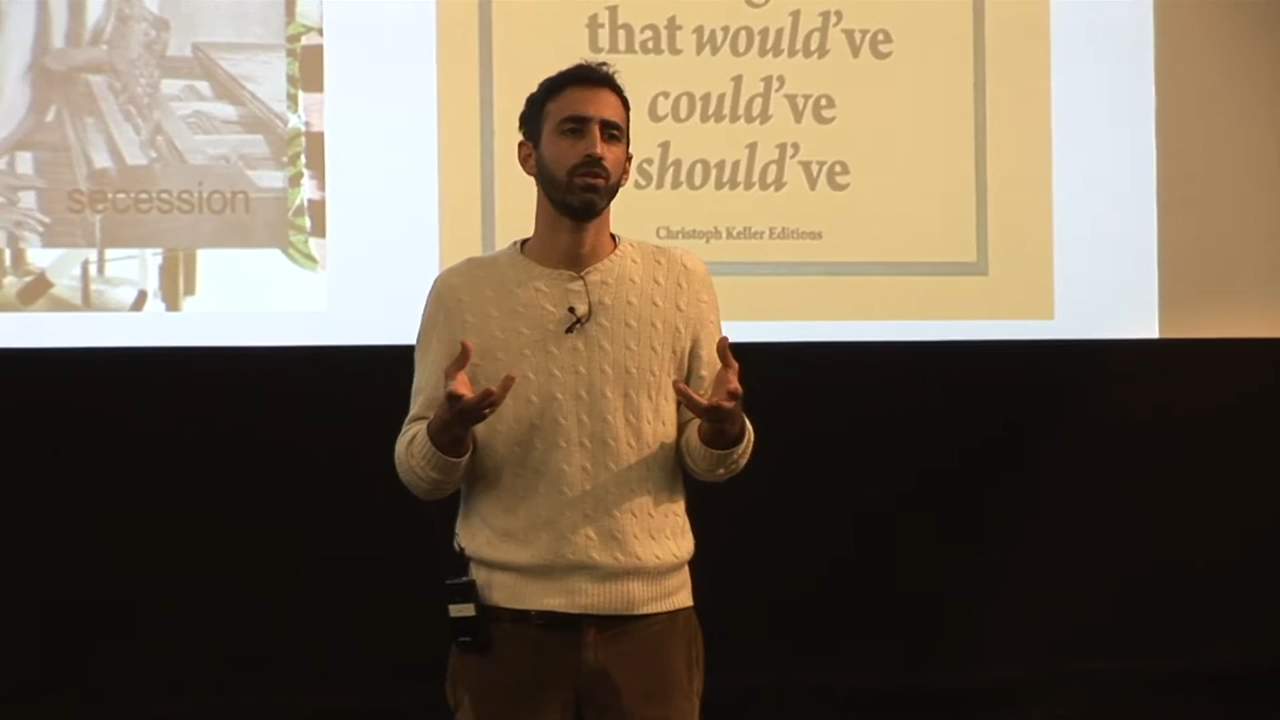 secession
that would've
could've
should've
Christoph Keller Editions